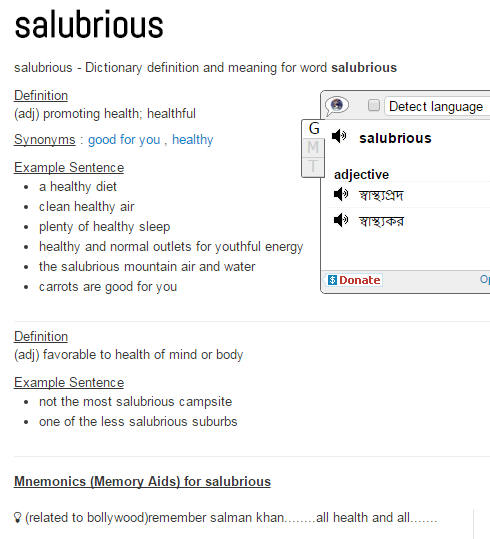 salubrious
salubrious - Dictionary definition and meaning for word salubrious
Definition
(adj) promoting health; healthful
Synonyms : good for you , healthy
Example Sentence
a healthy diet
clean healthy air
plenty of healthy sleep
healthy and normal outlets for youthful energy
the salubrious mountain air and water
carrots are good for you
Detect language
G
M
T
salubrious
adjective
স্বাস্থ্যপ্রদ
স্বাস্থ্যকর
$ Donate
Op
Definition
(adj) favorable to health of mind or body
Example Sentence
not the most salubrious campsite
one of the less salubrious suburbs
Mnemonics (Memory Aids) for salubrious
(related to bollywood)remember salman khan........all health and all.......